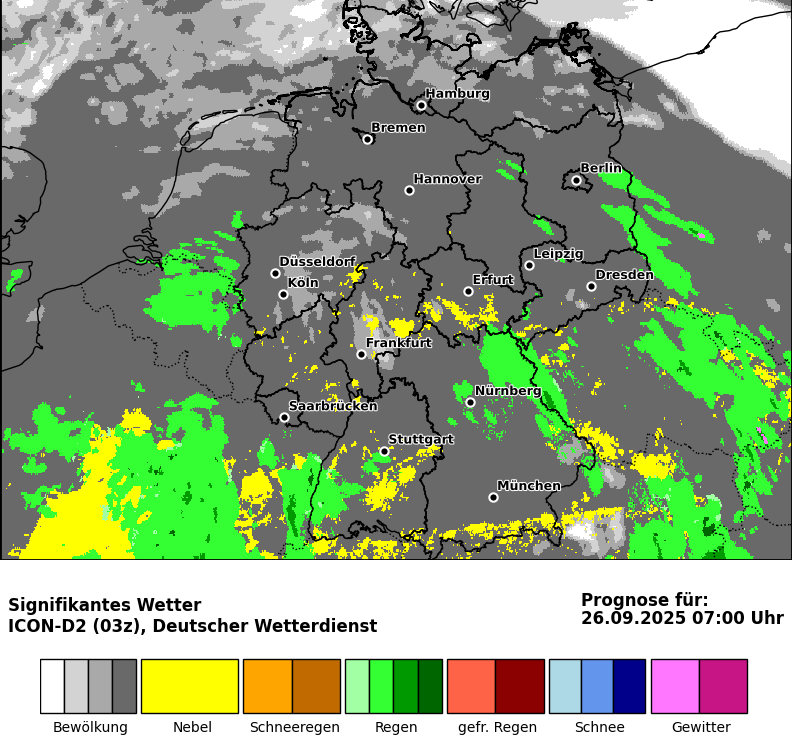 Hamburg
Bremen
Berlin
Hannover
Leipzig
Düsseldorf
Dresden
Köln
Erfurt
Frankfurt
Nürnberg
Saarbrücken
Stuttgart
München
Signifikantes Wetter
ICON-D2 (03z), Deutscher Wetterdienst
Prognose für:
26.09.2025 07:00 Uhr
Bewölkung
Nebel
Schneeregen
Regen
gefr. Regen
Schnee
Gewitter